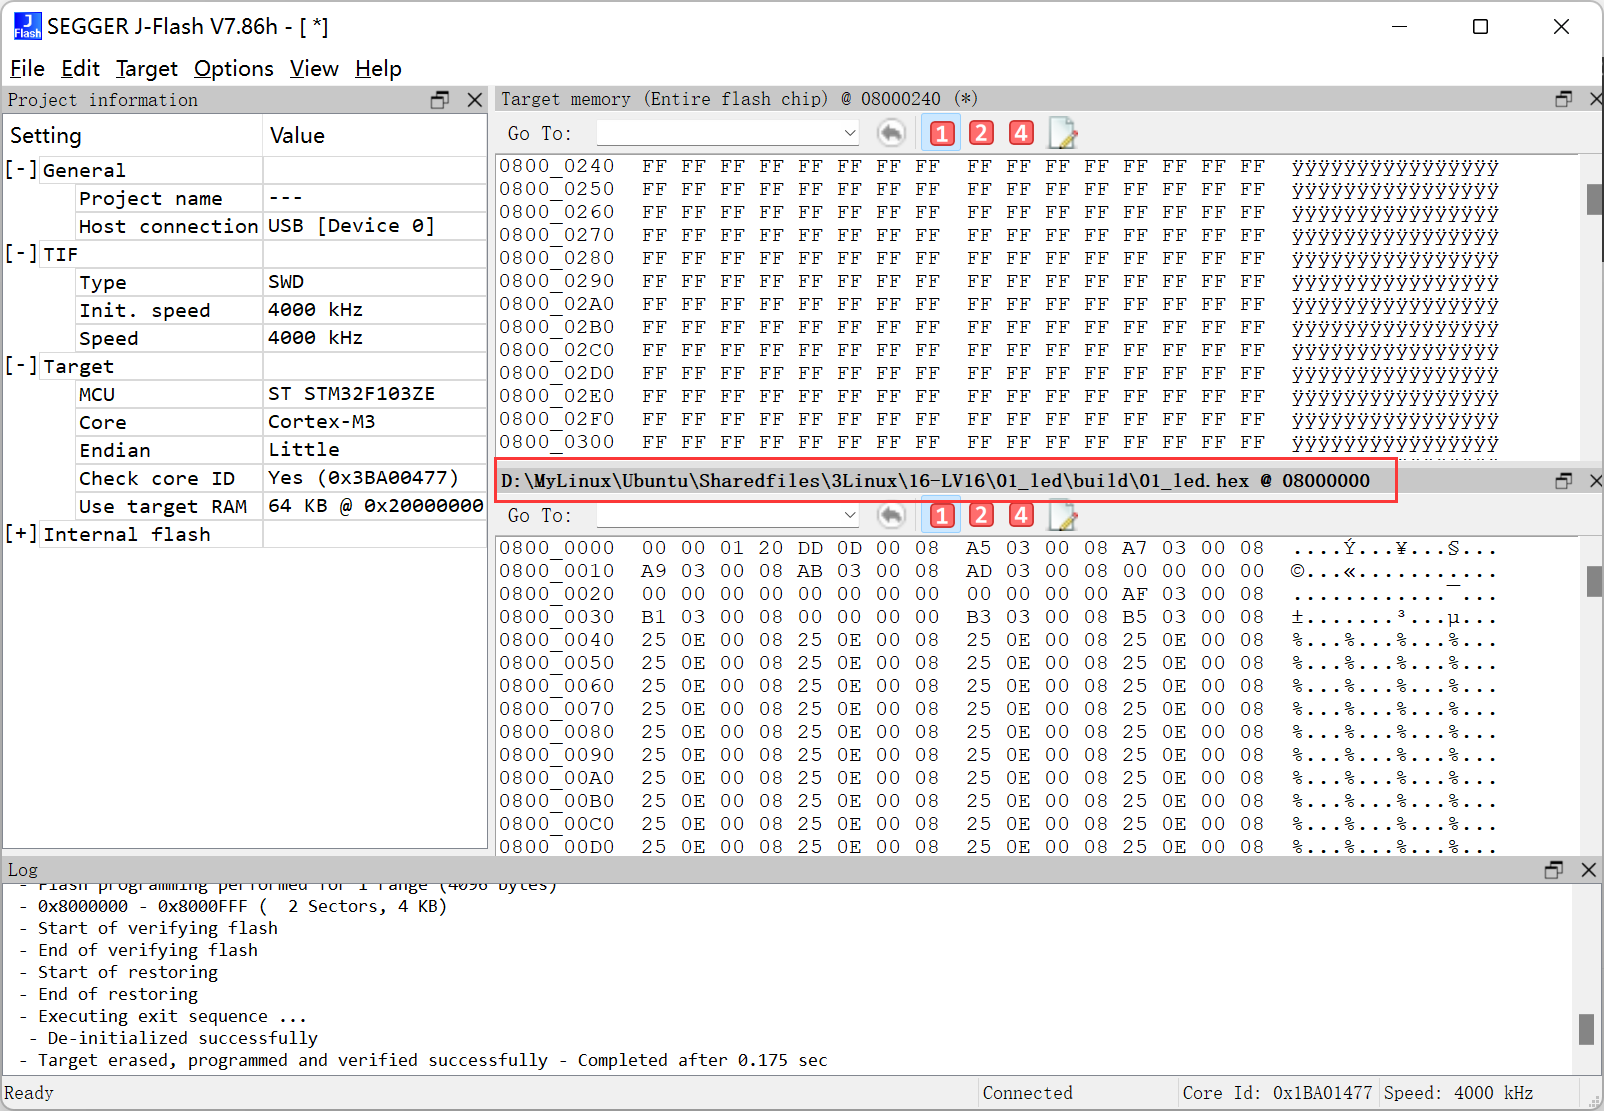 SEGGER J-Flash V7.86h - [ *]
File Edit Target Options View Help
Project information
Setting Value
[-] General
Project name ---
Host connection USB [Device 0]
[-] TIF
Type SWD
Init. speed 4000 kHz
Speed 4000 kHz
[-] Target
MCU ST STM32F103ZE
Core Cortex-M3
Endian Little
Check core ID Yes (0x3BA00477)
Use target RAM 64 KB @ 0x20000000
[+] Internal flash
Target memory (Entire flash chip) @ 08000240 (*)
Go To: 1 2 4
0800_0240 FF FF FF FF FF FF FF FF FF FF FF FF FF FF FF FF ÿÿÿÿÿÿÿÿÿÿÿÿÿÿÿÿ
0800_0250 FF FF FF FF FF FF FF FF FF FF FF FF FF FF FF FF ÿÿÿÿÿÿÿÿÿÿÿÿÿÿÿÿ
0800_0260 FF FF FF FF FF FF FF FF FF FF FF FF FF FF FF FF ÿÿÿÿÿÿÿÿÿÿÿÿÿÿÿÿ
0800_0270 FF FF FF FF FF FF FF FF FF FF FF FF FF FF FF FF ÿÿÿÿÿÿÿÿÿÿÿÿÿÿÿÿ
0800_0280 FF FF FF FF FF FF FF FF FF FF FF FF FF FF FF FF ÿÿÿÿÿÿÿÿÿÿÿÿÿÿÿÿ
0800_0290 FF FF FF FF FF FF FF FF FF FF FF FF FF FF FF FF ÿÿÿÿÿÿÿÿÿÿÿÿÿÿÿÿ
0800_02A0 FF FF FF FF FF FF FF FF FF FF FF FF FF FF FF FF ÿÿÿÿÿÿÿÿÿÿÿÿÿÿÿÿ
0800_02B0 FF FF FF FF FF FF FF FF FF FF FF FF FF FF FF FF ÿÿÿÿÿÿÿÿÿÿÿÿÿÿÿÿ
0800_02C0 FF FF FF FF FF FF FF FF FF FF FF FF FF FF FF FF ÿÿÿÿÿÿÿÿÿÿÿÿÿÿÿÿ
0800_02D0 FF FF FF FF FF FF FF FF FF FF FF FF FF FF FF FF ÿÿÿÿÿÿÿÿÿÿÿÿÿÿÿÿ
0800_02E0 FF FF FF FF FF FF FF FF FF FF FF FF FF FF FF FF ÿÿÿÿÿÿÿÿÿÿÿÿÿÿÿÿ
0800_02F0 FF FF FF FF FF FF FF FF FF FF FF FF FF FF FF FF ÿÿÿÿÿÿÿÿÿÿÿÿÿÿÿÿ
0800_0300 FF FF FF FF FF FF FF FF FF FF FF FF FF FF FF FF ÿÿÿÿÿÿÿÿÿÿÿÿÿÿÿÿ
D:\MyLinux\Ubuntu\Sharedfiles\3Linux\16-LV16\01_led\build\01_led.hex @ 08000000
Go To: 1 2 4
0800_0000 00 00 01 20 DD 0D 00 08 A5 03 00 08 A7 03 00 08 ....Ý...¥...§...
0800_0010 A9 03 00 08 AB 03 00 08 AD 03 00 08 00 00 00 00 ©...«...........
0800_0020 00 00 00 00 00 00 00 00 00 00 00 00 AF 03 00 08 ............¯...
0800_0030 B1 03 00 08 00 00 00 00 B3 03 00 08 B5 03 00 08 ±.......³...µ...
0800_0040 25 0E 00 08 25 0E 00 08 25 0E 00 08 25 0E 00 08 %...%...%...%...
0800_0050 25 0E 00 08 25 0E 00 08 25 0E 00 08 25 0E 00 08 %...%...%...%...
0800_0060 25 0E 00 08 25 0E 00 08 25 0E 00 08 25 0E 00 08 %...%...%...%...
0800_0070 25 0E 00 08 25 0E 00 08 25 0E 00 08 25 0E 00 08 %...%...%...%...
0800_0080 25 0E 00 08 25 0E 00 08 25 0E 00 08 25 0E 00 08 %...%...%...%...
0800_0090 25 0E 00 08 25 0E 00 08 25 0E 00 08 25 0E 00 08 %...%...%...%...
0800_00A0 25 0E 00 08 25 0E 00 08 25 0E 00 08 25 0E 00 08 %...%...%...%...
0800_00B0 25 0E 00 08 25 0E 00 08 25 0E 00 08 25 0E 00 08 %...%...%...%...
0800_00C0 25 0E 00 08 25 0E 00 08 25 0E 00 08 25 0E 00 08 %...%...%...%...
0800_00D0 25 0E 00 08 25 0E 00 08 25 0E 00 08 25 0E 00 08 %...%...%...%...
Log
- Flash programming performed for 1 range (4096 bytes)
- 0x8000000 - 0x8000FFF ( 2 Sectors, 4 KB)
- Start of verifying flash
- End of verifying flash
- Start of restoring
- End of restoring
- Executing exit sequence ...
- De-initialized successfully
- Target erased, programmed and verified successfully - Completed after 0.175 sec
Ready Connected Core Id: 0x1BA01477 Speed: 4000 kHz